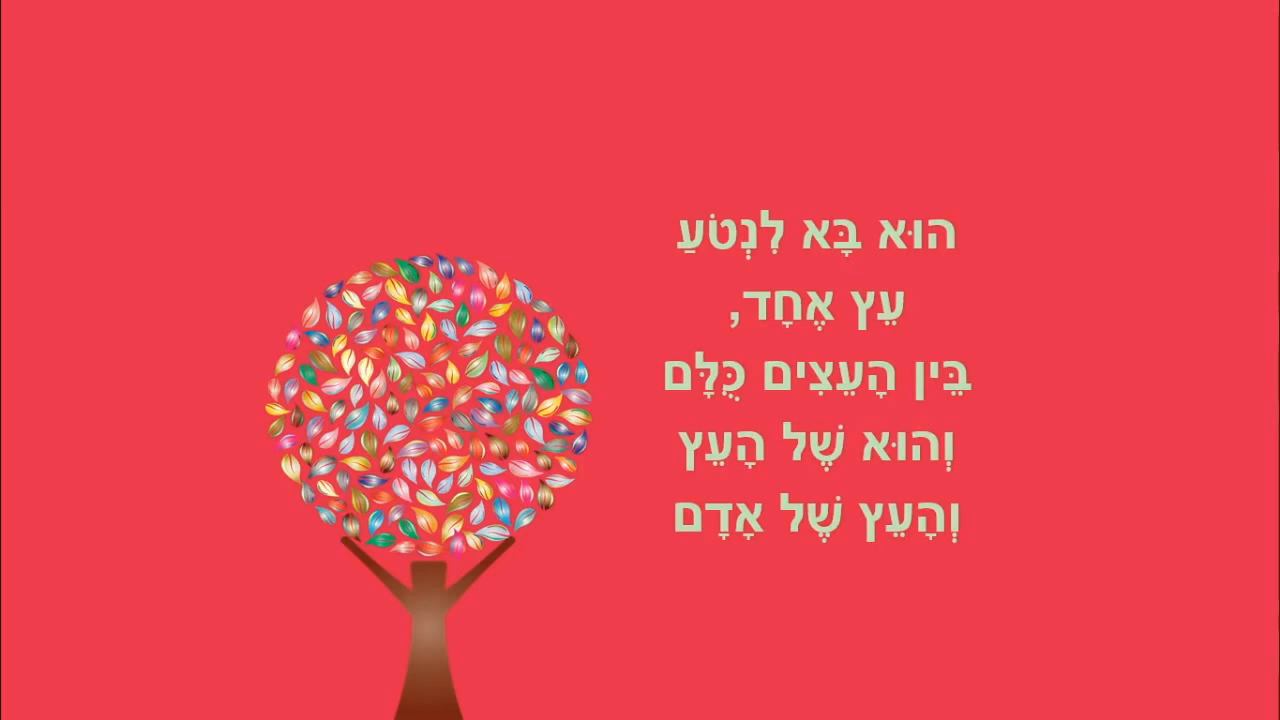 הוּא בָּא לִנְטֹעַ
עֵץ אֶחָד,
בֵּין הָעֵצִים כֻּלָּם
וְהוּא שֶׁל הָעֵץ
וְהָעֵץ שֶׁל אָדָם